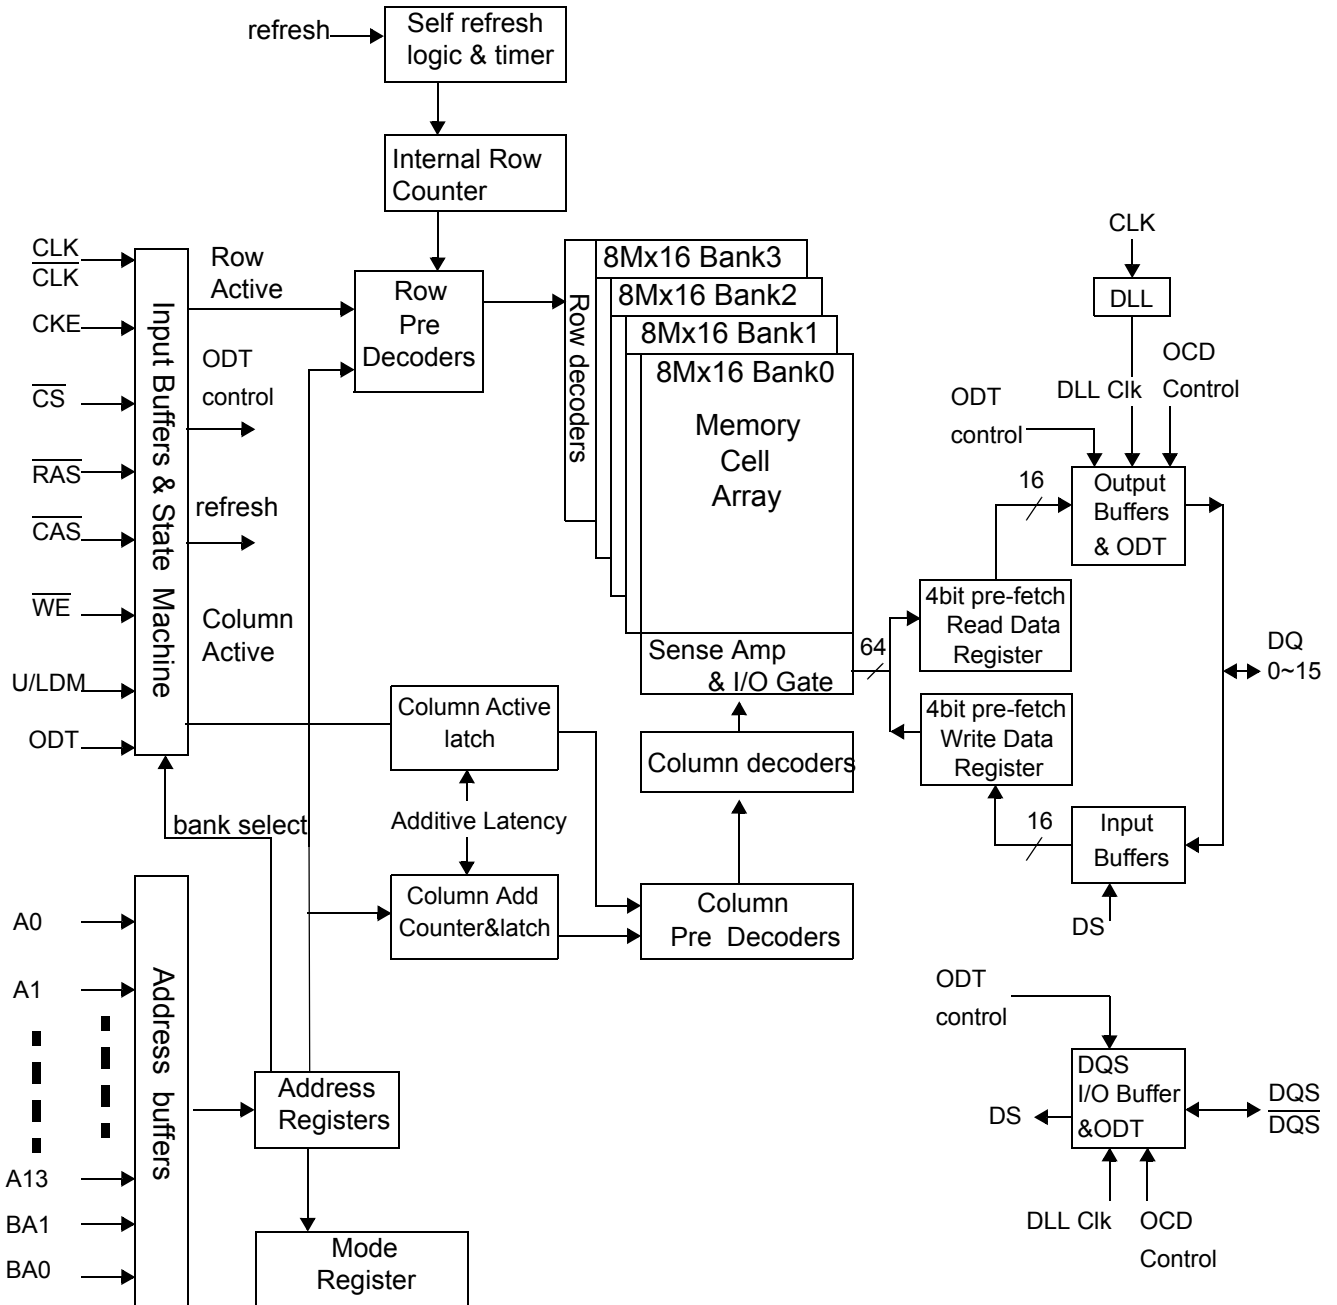 refresh
Self refresh
logic & timer
Internal Row
Counter
CLK
CLK
CKE
CS
RAS
CAS
WE
U/LDM
ODT
Input Buffers & State Machine
Row
Active
ODT
control
refresh
Column
Active
bank select
Row
Pre
Decoders
Row decoders
8Mx16 Bank3
8Mx16 Bank2
8Mx16 Bank1
8Mx16 Bank0
Memory
Cell
Array
Sense Amp
& I/O Gate
64
Column decoders
Column Active
latch
Additive Latency
Column Add
Counter&latch
Column
Pre Decoders
CLK
DLL
DLL Clk
OCD
Control
ODT
control
16
Output
Buffers
& ODT
4bit pre-fetch
Read Data
Register
4bit pre-fetch
Write Data
Register
DQ
0~15
16
Input
Buffers
DS
A0
A1
A13
BA1
BA0
Address buffers
Address
Registers
Mode
Register
ODT
control
DQS
I/O Buffer
&ODT
DS
DQS
DQS
DLL Clk
OCD
Control